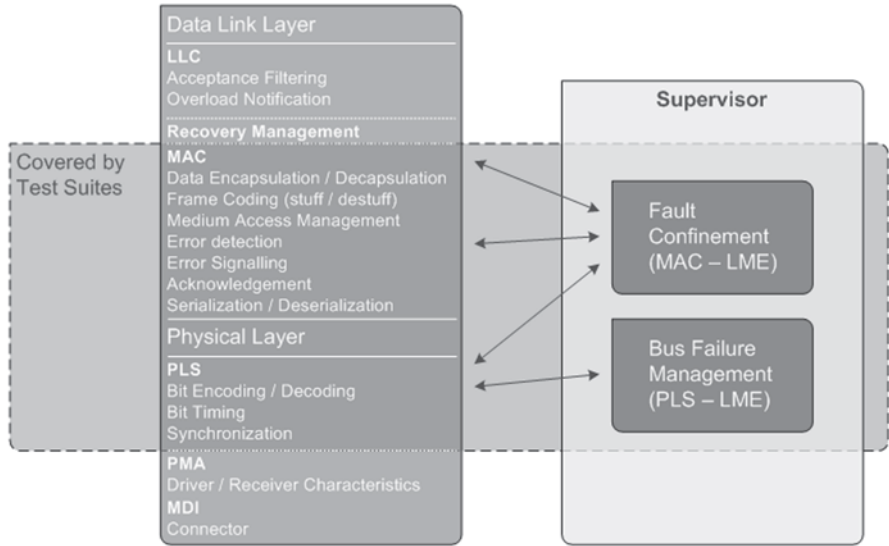 Data Link Layer
LLC
Acceptance Filtering
Overload Notification
Recovery Management
MAC
Data Encapsulation / Decapsulation
Frame Coding (stuff / destuff)
Medium Access Management
Error detection
Error Signalling
Acknowledgement
Serialization / Deserialization
Physical Layer
PLS
Bit Encoding / Decoding
Bit Timing
Synchronization
PMA
Driver / Receiver Characteristics
MDI
Connector
Covered by
Test Suites
Supervisor
Fault
Confinement
(MAC – LME)
Bus Failure
Management
(PLS – LME)